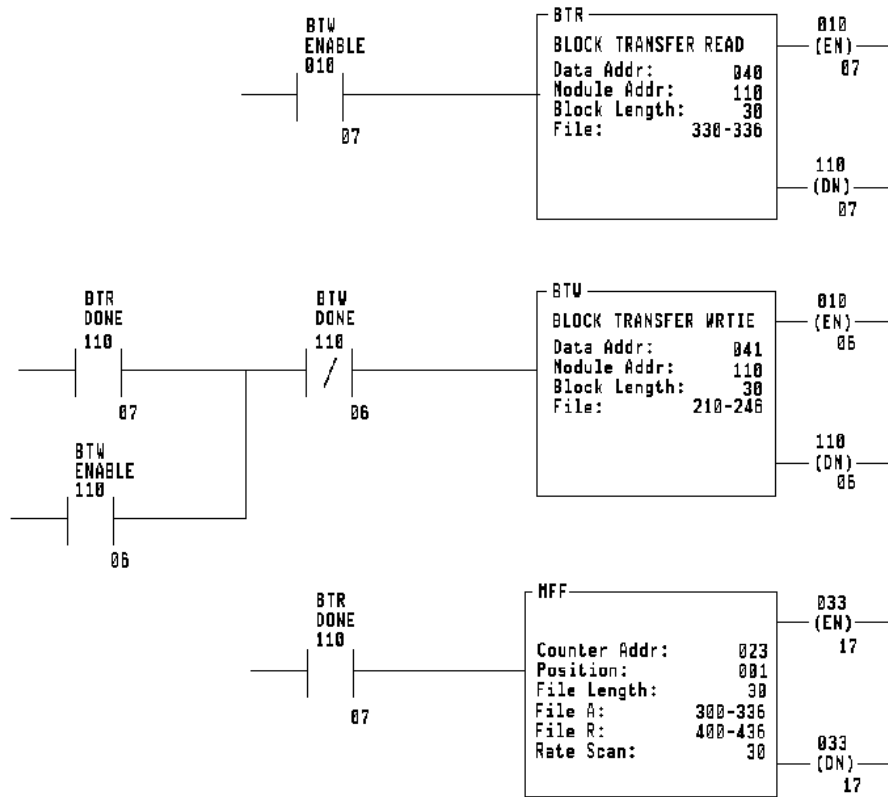 BTR
BTW
ENABLE
010
07
BLOCK TRANSFER READ
Data Addr: 040
Module Addr: 110
Block Length: 30
File: 330-336
010
(EN)
07
110
(DN)
07
BTR
DONE
110
07
BTW
DONE
110
06
BTW
ENABLE
110
06
BTW
BLOCK TRANSFER WRTIE
Data Addr: 041
Module Addr: 110
Block Length: 30
File: 210-246
010
(EN)
06
110
(DN)
06
BTR
DONE
110
07
MFF
Counter Addr: 023
Position: 001
File Length: 30
File A: 300-336
File R: 400-436
Rate Scan: 30
033
(EN)
17
033
(DN)
17